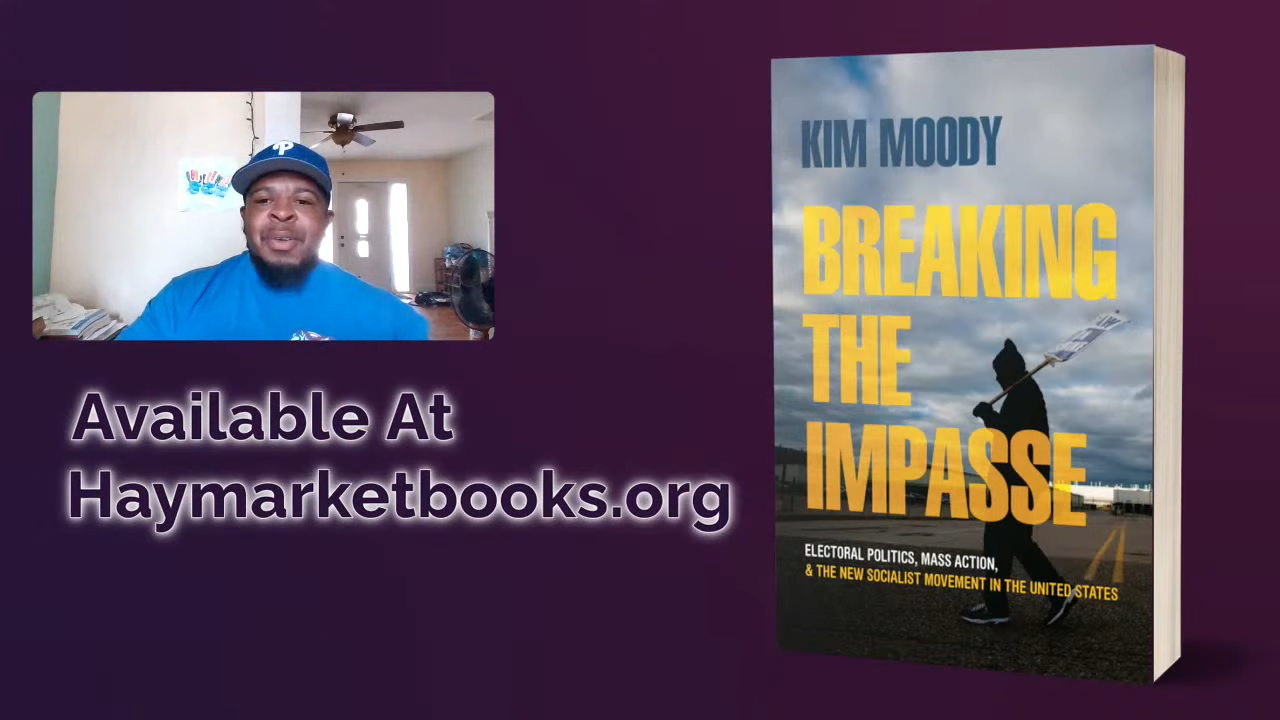 P
Available At
Haymarketbooks.org
KIM MOODY
BREAKING
THE
IMPASSE
ELECTORAL POLITICS, MASS ACTION,
& THE NEW SOCIALIST MOVEMENT IN THE UNITED STATES